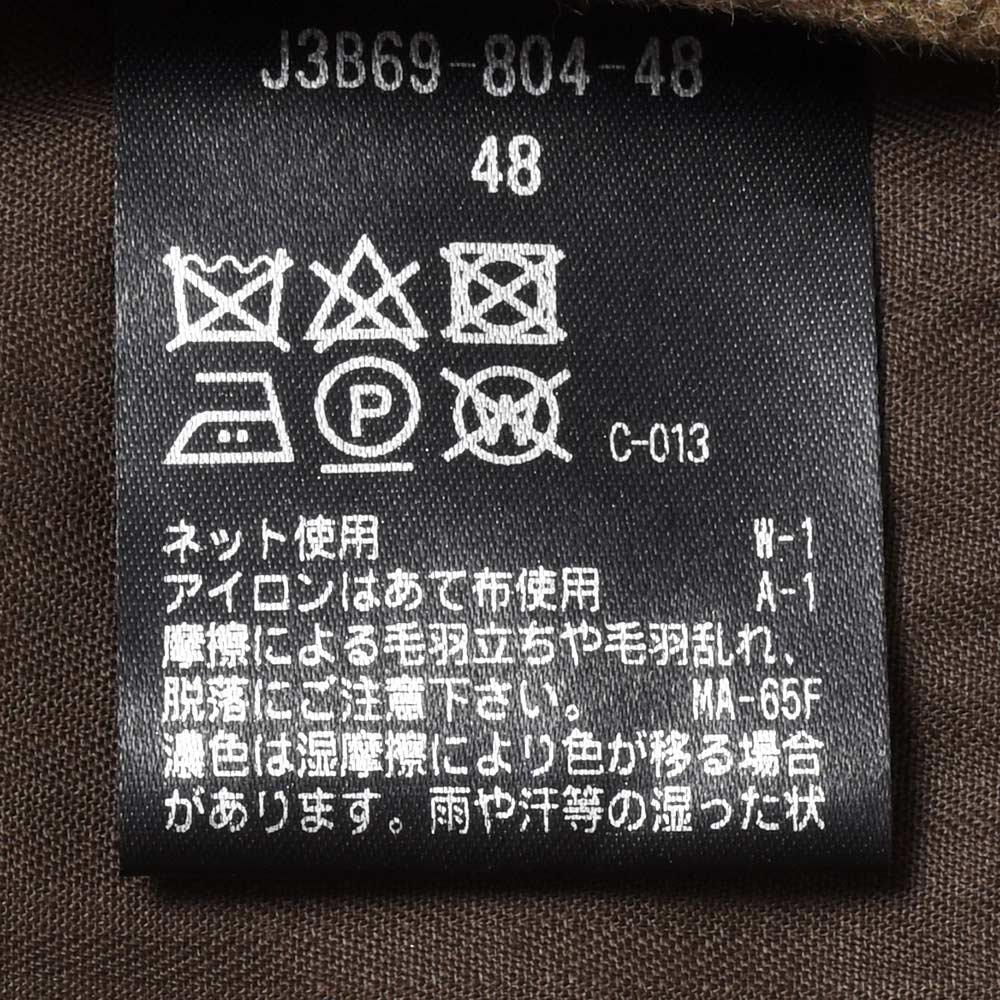 J3B69-804-48
48
P W C-013
ネット使用 W-1
アイロンはあて布使用 A-1
摩擦による毛羽立ちや毛羽乱れ、
脱落にご注意下さい。 MA-65F
濃色は湿摩擦により色が移る場合
があります。雨や汗等の湿った状